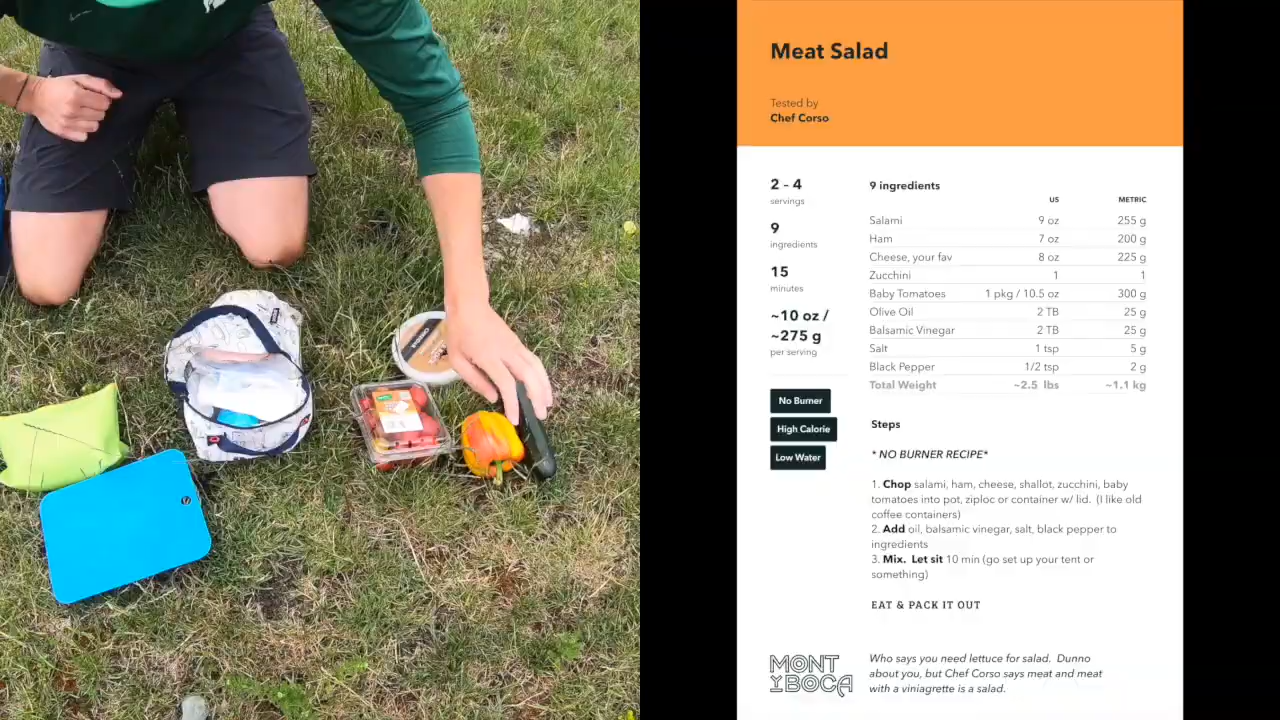 Meat Salad
Tested by
Chef Corso
2 - 4
servings
9
ingredients
15
minutes
~10 oz /
~275 g
per serving
No Burner
High Calorie
Low Water
9 ingredients
US METRIC
Salami 9 oz 255 g
Ham 7 oz 200 g
Cheese, your fav 8 oz 225 g
Zucchini 1 1
Baby Tomatoes 1 pkg / 10.5 oz 300 g
Olive Oil 2 TB 25 g
Balsamic Vinegar 2 TB 25 g
Salt 1 tsp 5 g
Black Pepper 1/2 tsp 2 g
Total Weight ~2.5 lbs ~1.1 kg
Steps
* NO BURNER RECIPE*
1. Chop salami, ham, cheese, shallot, zucchini, baby
tomatoes into pot, ziploc or container w/ lid. (I like old
coffee containers)
2. Add oil, balsamic vinegar, salt, black pepper to
ingredients
3. Mix. Let sit 10 min (go set up your tent or
something)
EAT & PACK IT OUT
MONT
Y BOCA
Who says you need lettuce for salad. Dunno
about you, but Chef Corso says meat and meat
with a viniagrette is a salad.